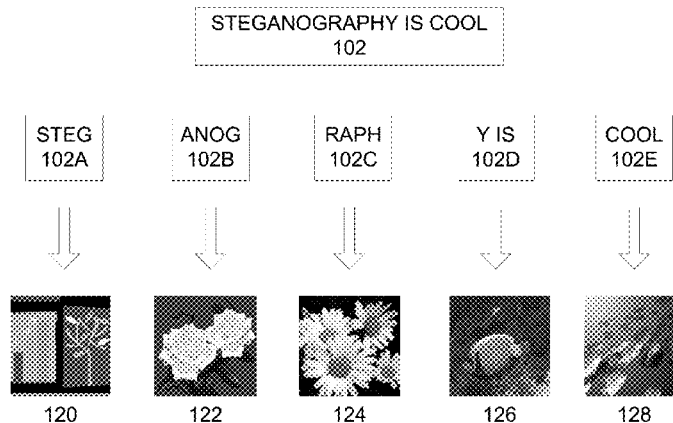 STEGANOGRAPHY IS COOL
102
STEG
102A
ANOG
102B
RAPH
102C
Y IS
102D
COOL
102E
120
122
124
126
128